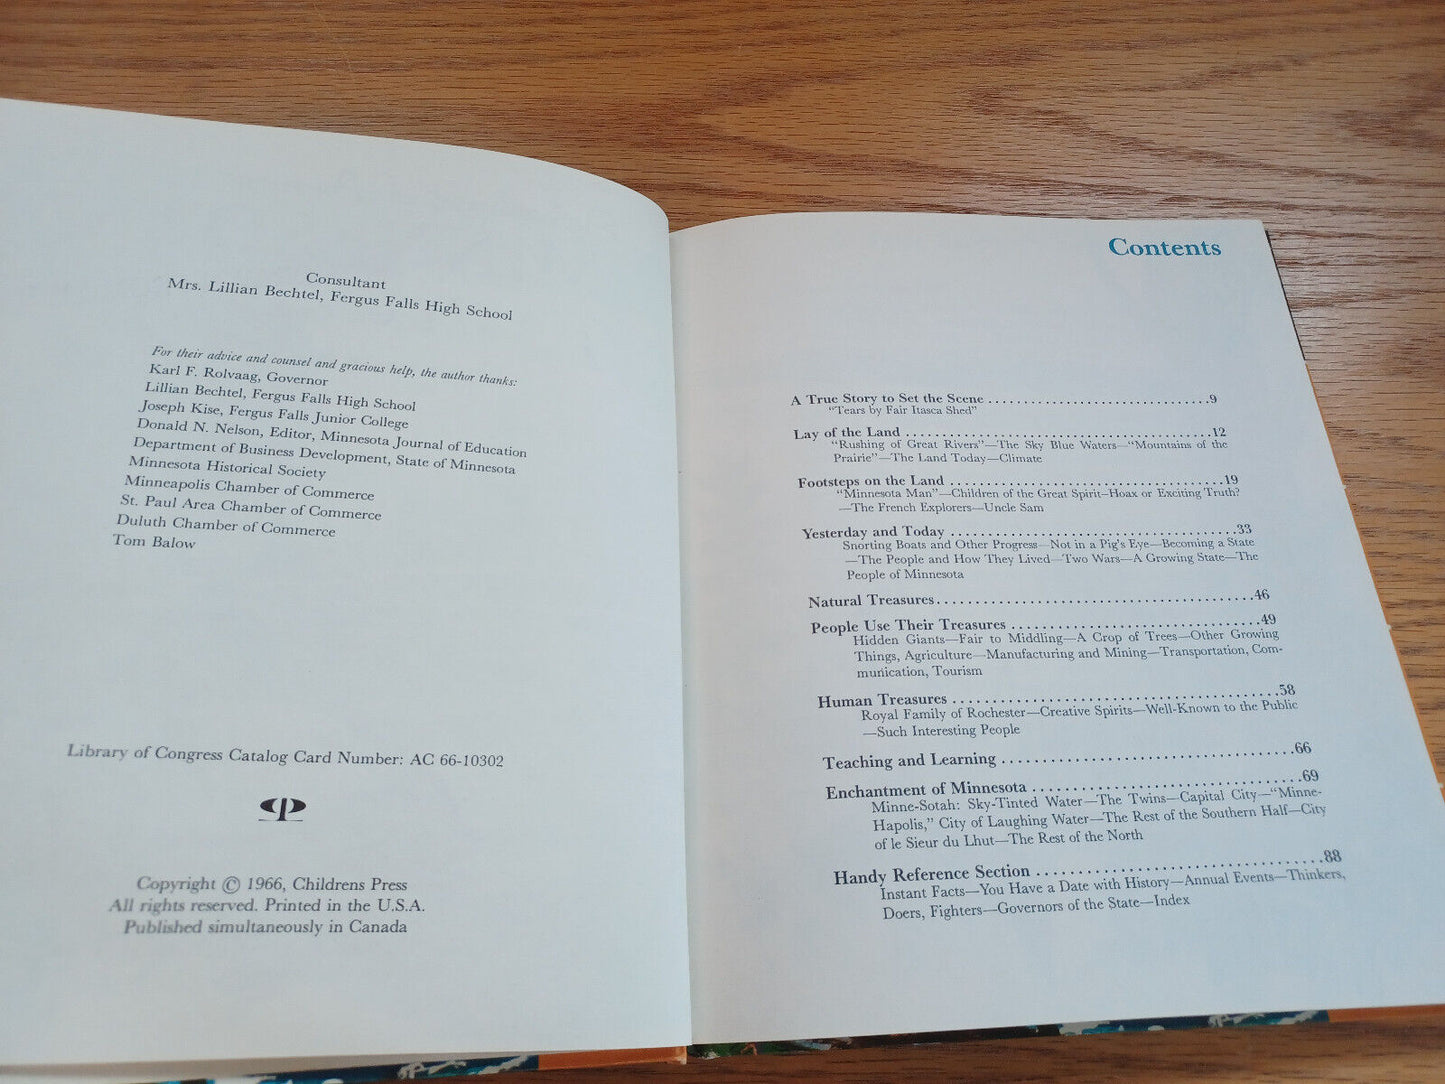 Consultant
Mrs. Lillian Bechtel, Fergus Falls High School
For their advice and counsel and gracious help, the author thanks:
Karl F. Rolvaag, Governor
Lillian Bechtel, Fergus Falls High School
Joseph Kise, Fergus Falls Junior College
Donald N. Nelson, Editor, Minnesota Journal of Education
Department of Business Development, State of Minnesota
Minnesota Historical Society
Minneapolis Chamber of Commerce
St. Paul Area Chamber of Commerce
Duluth Chamber of Commerce
Tom Balow
Library of Congress Catalog Card Number: AC 66-10302
Copyright © 1966, Childrens Press
All rights reserved. Printed in the U.S.A.
Published simultaneously in Canada
Contents
A True Story to Set the Scene ................................9
"Tears by Fair Itasca Shed"
Lay of the Land ............................................12
"Rushing of Great Rivers"—The Sky Blue Waters—"Mountains of the
Prairie"—The Land Today—Climate
Footsteps on the Land .......................................19
"Minnesota Man"—Children of the Great Spirit—Hoax or Exciting Truth?
—The French Explorers—Uncle Sam
Yesterday and Today ........................................33
Snorting Boats and Other Progress—Not in a Pig's Eye—Becoming a State
—The People and How They Lived—Two Wars—A Growing State—The
People of Minnesota
Natural Treasures...........................................46
People Use Their Treasures ..................................49
Hidden Giants—Fair to Middling—A Crop of Trees—Other Growing
Things, Agriculture—Manufacturing and Mining—Transportation, Com-
munication, Tourism
Human Treasures ...........................................58
Royal Family of Rochester—Creative Spirits—Well-Known to the Public
—Such Interesting People
Teaching and Learning ......................................66
Enchantment of Minnesota ...................................69
Minne-Sotah: Sky-Tinted Water—The Twins—Capital City—"Minne-
Hapolis," City of Laughing Water—The Rest of the Southern Half—City
of le Sieur du Lhut—The Rest of the North
Handy Reference Section ....................................88
Instant Facts—You Have a Date with History—Annual Events—Thinkers,
Doers, Fighters—Governors of the State—Index